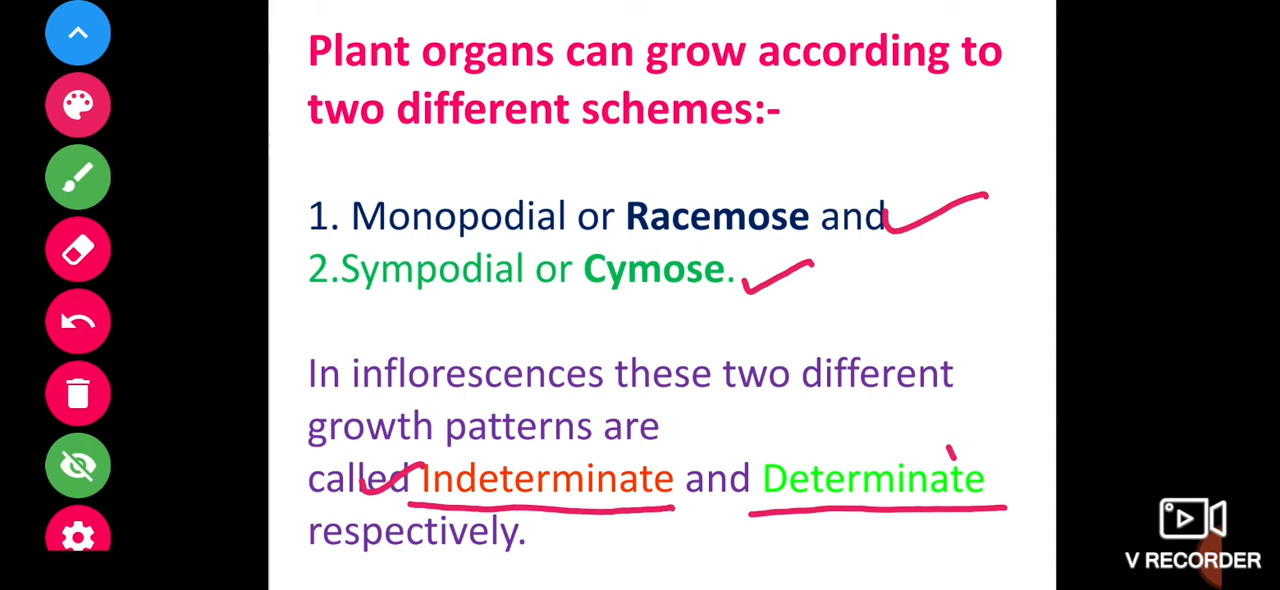 Plant organs can grow according to
two different schemes:-
1. Monopodial or Racemose and
2.Sympodial or Cymose.
In inflorescences these two different
growth patterns are
called Indeterminate and Determinate
respectively.
V RECORDER